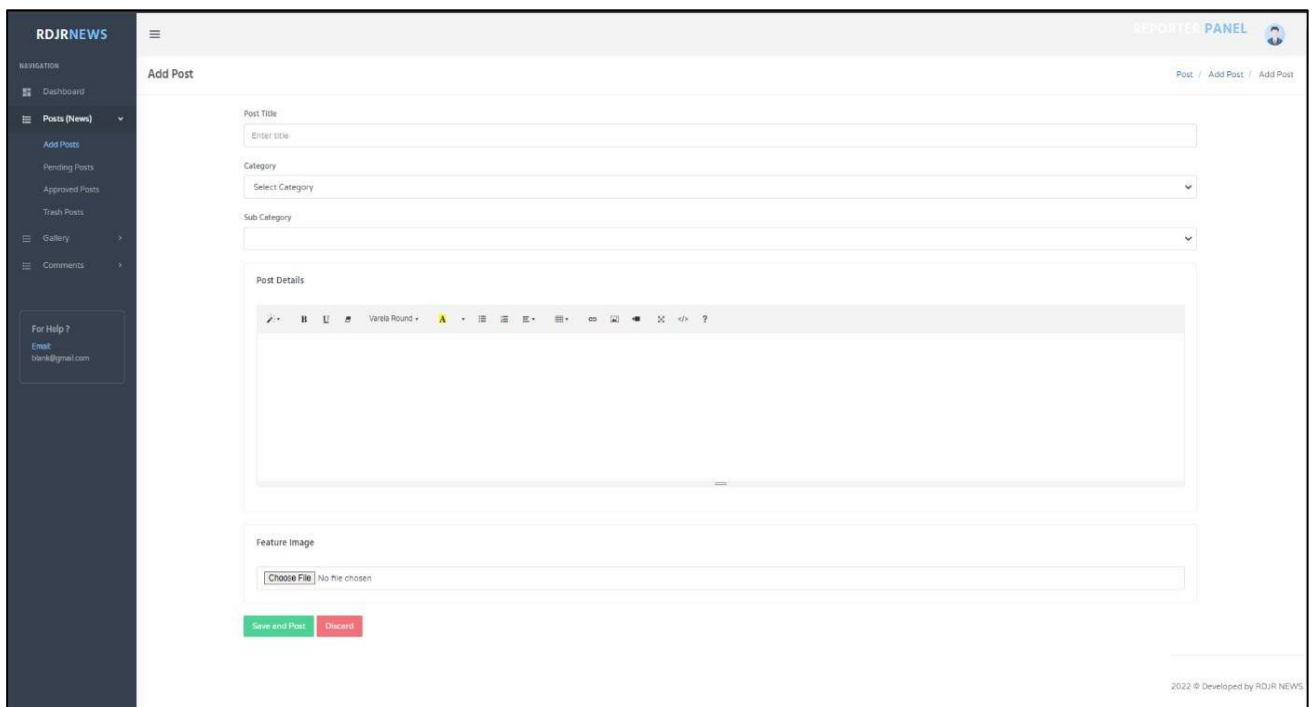 RDJRNEWS
REPORTER PANEL
NAVIGATION
Dashboard
Posts (News)
Add Posts
Pending Posts
Approved Posts
Trash Posts
Gallery
Comments
For Help ?
Email:
blank@gmail.com
Add Post
Post / Add Post / Add Post
Post Title
Enter title
Category
Select Category
Sub Category
Post Details
B U Varela Round A </> ?
Feature Image
Choose File No file chosen
Save and Post Discard
2022 © Developed by RDJR NEWS.